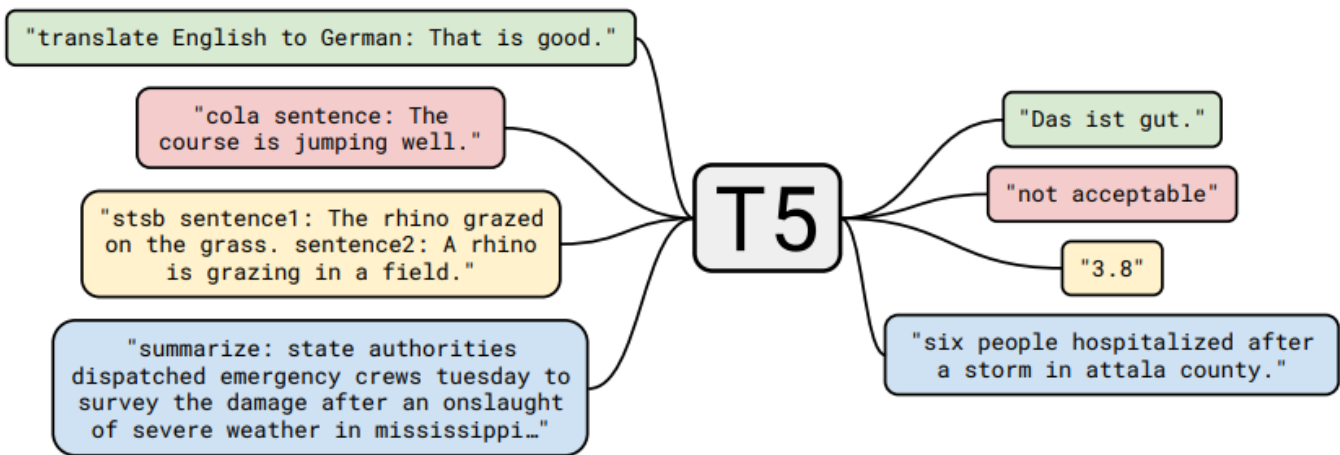 "translate English to German: That is good."
"cola sentence: The
course is jumping well."
"stsb sentence1: The rhino grazed
on the grass. sentence2: A rhino
is grazing in a field."
"summarize: state authorities
dispatched emergency crews tuesday to
survey the damage after an onslaught
of severe weather in mississippi…"
T5
"Das ist gut."
"not acceptable"
"3.8"
"six people hospitalized after
a storm in attala county."